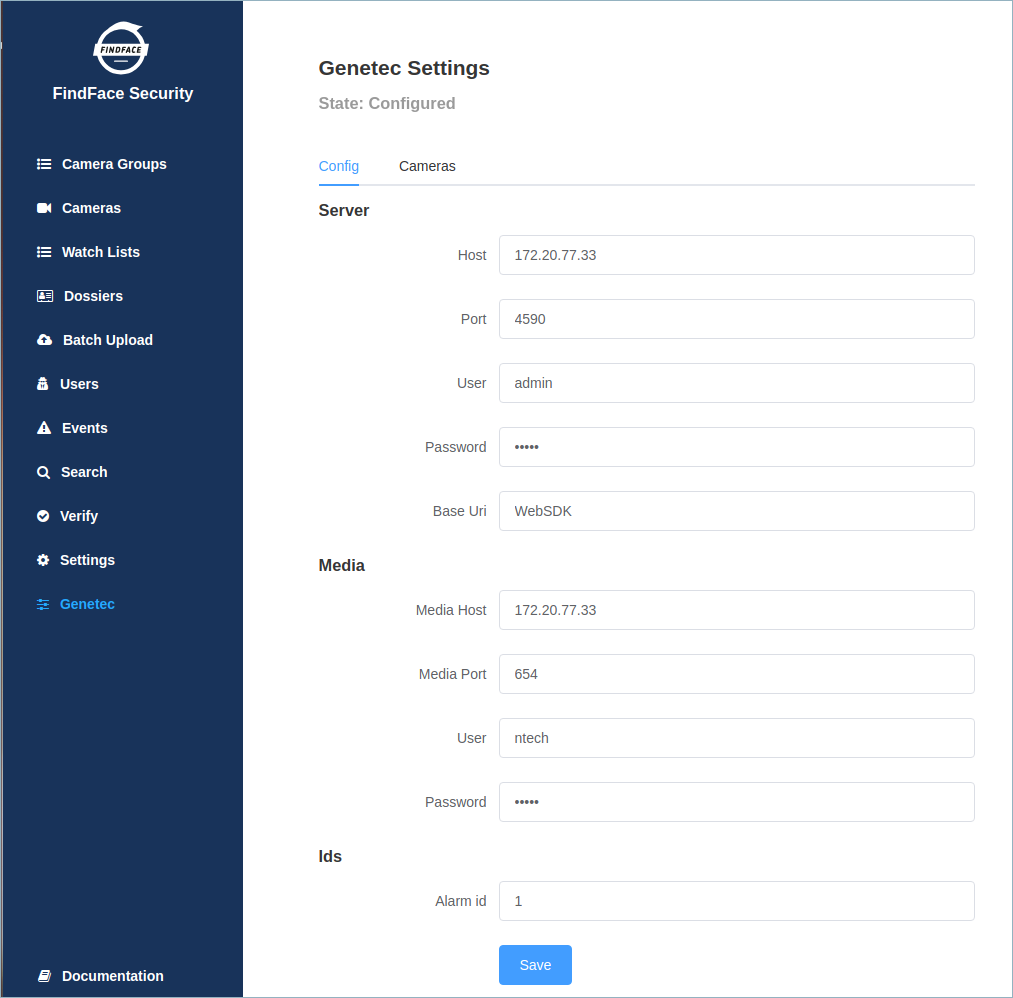 FINDFACE
FindFace Security
Camera Groups
Cameras
Watch Lists
Dossiers
Batch Upload
Users
Events
Search
Verify
Settings
Genetec
Documentation
Genetec Settings
State: Configured
Config Cameras
Server
Host 172.20.77.33
Port 4590
User admin
Password •••••
Base Uri WebSDK
Media
Media Host 172.20.77.33
Media Port 654
User ntech
Password •••••
Ids
Alarm id 1
Save